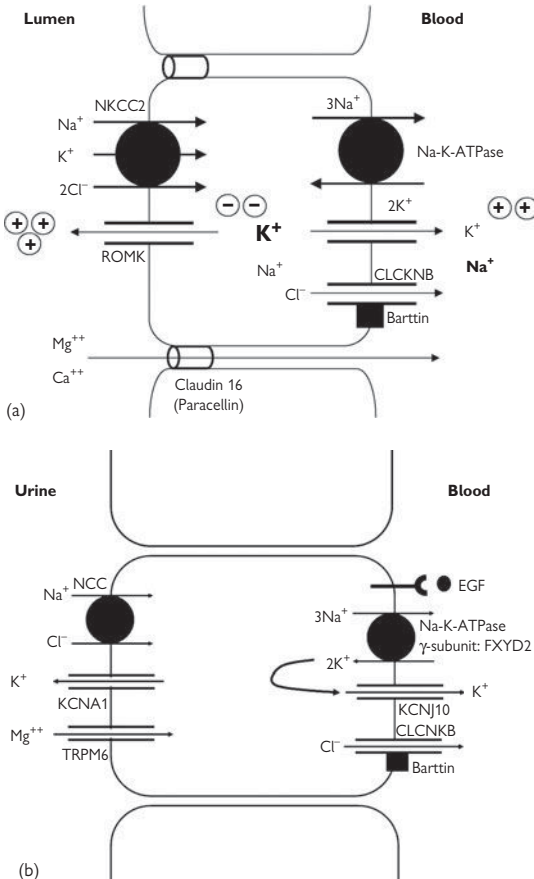 Lumen
Blood
NKCC2
3Na⁺
Na⁺
K⁺
Na-K-ATPase
2Cl⁻
2K⁺
+ + +
− −
+ +
K⁺
K⁺
ROMK
Na⁺
CLCKNB
Na⁺
Cl⁻
Barttin
Mg⁺⁺
Ca⁺⁺
Claudin 16
(Paracellin)
(a)
Urine
Blood
NCC
EGF
Na⁺
3Na⁺
Na-K-ATPase
γ-subunit: FXYD2
Cl⁻
2K⁺
K⁺
K⁺
KCNA1
KCNJ10
Mg⁺⁺
CLCNKB
Cl⁻
TRPM6
Barttin
(b)